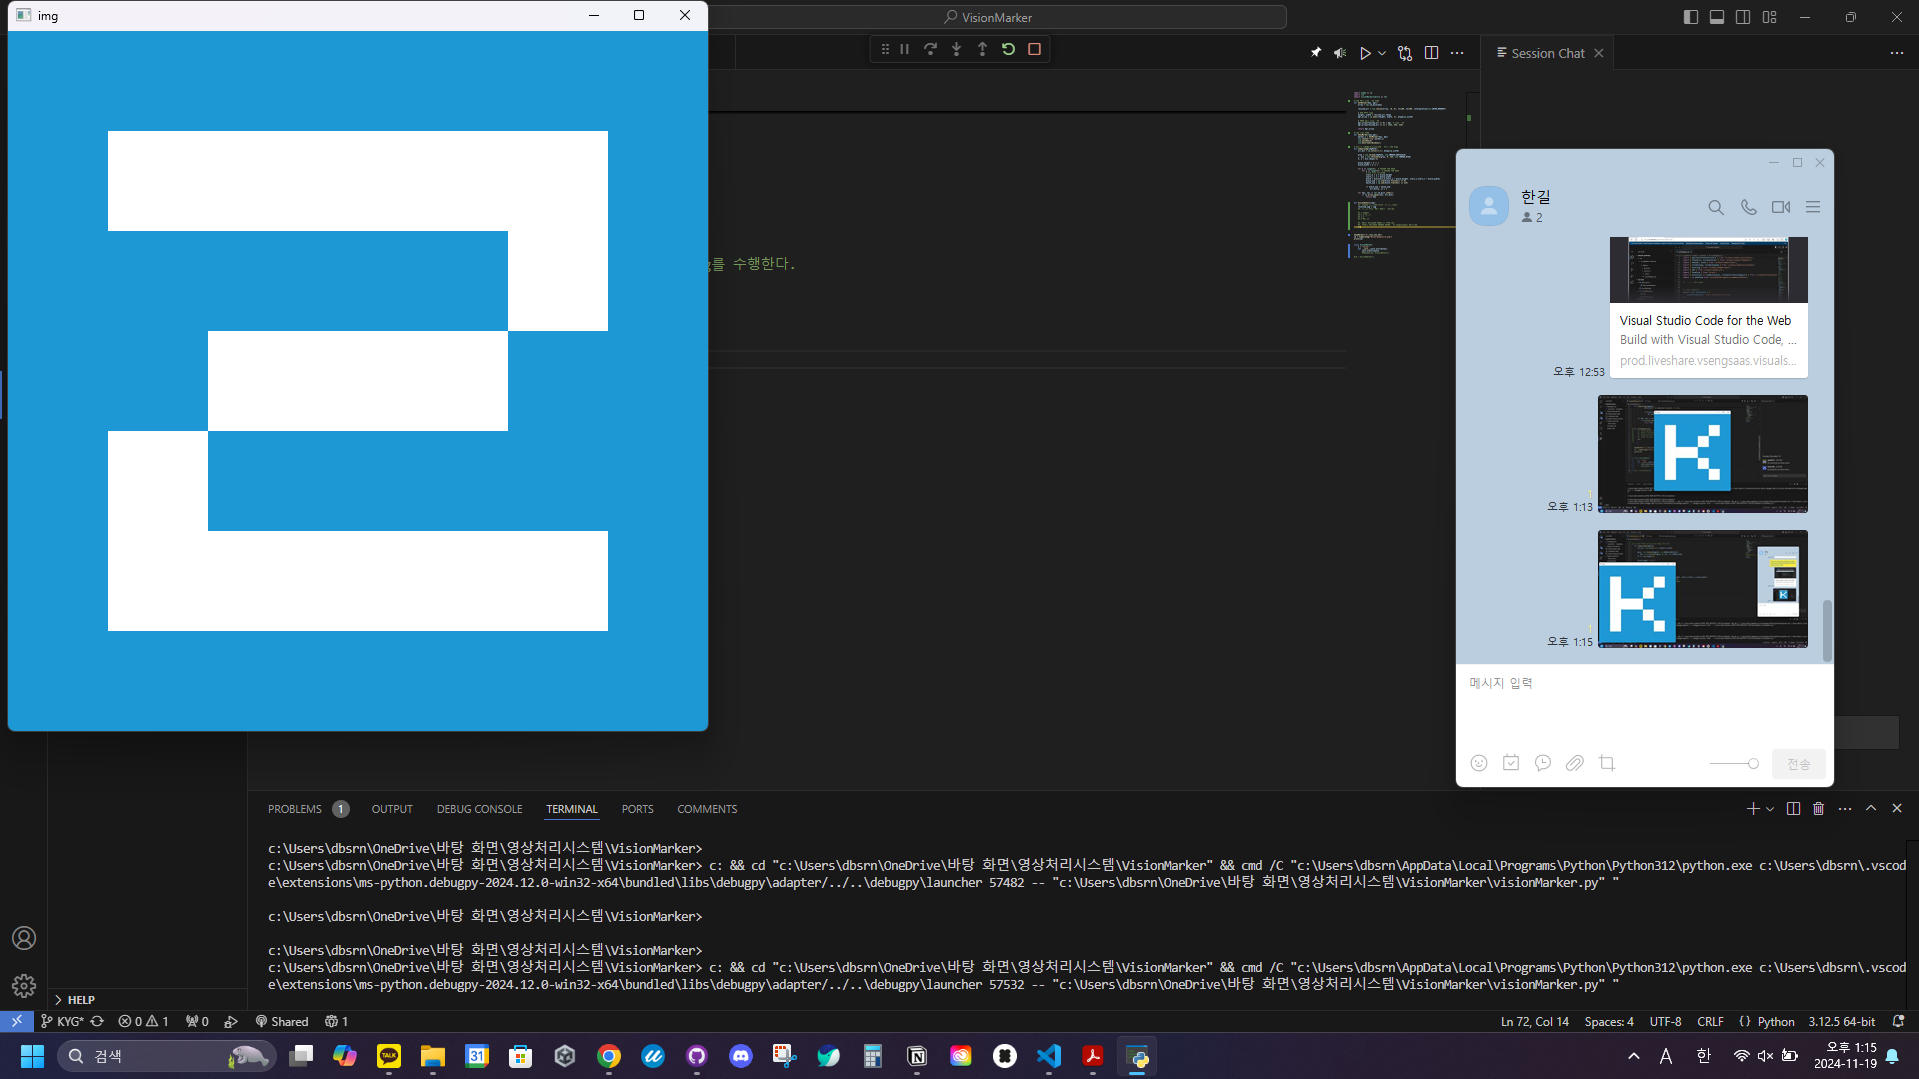 img
VisionMarker
Session Chat
를 수행한다.
한길
2
Visual Studio Code for the Web
Build with Visual Studio Code, ...
prod.liveshare.vsengsaas.visuals...
오후 12:53
1
오후 1:13
1
오후 1:15
메시지 입력
전송
PROBLEMS 1 OUTPUT DEBUG CONSOLE TERMINAL PORTS COMMENTS
c:\Users\dbsrn\OneDrive\바탕 화면\영상처리시스템\VisionMarker>
c:\Users\dbsrn\OneDrive\바탕 화면\영상처리시스템\VisionMarker> c: && cd "c:\Users\dbsrn\OneDrive\바탕 화면\영상처리시스템\VisionMarker" && cmd /C "c:\Users\dbsrn\AppData\Local\Programs\Python\Python312\python.exe c:\Users\dbsrn\.vscod
e\extensions\ms-python.debugpy-2024.12.0-win32-x64\bundled\libs\debugpy\adapter/../..\debugpy\launcher 57482 -- "c:\Users\dbsrn\OneDrive\바탕 화면\영상처리시스템\VisionMarker\visionMarker.py" "
c:\Users\dbsrn\OneDrive\바탕 화면\영상처리시스템\VisionMarker>
c:\Users\dbsrn\OneDrive\바탕 화면\영상처리시스템\VisionMarker>
c:\Users\dbsrn\OneDrive\바탕 화면\영상처리시스템\VisionMarker> c: && cd "c:\Users\dbsrn\OneDrive\바탕 화면\영상처리시스템\VisionMarker" && cmd /C "c:\Users\dbsrn\AppData\Local\Programs\Python\Python312\python.exe c:\Users\dbsrn\.vscod
e\extensions\ms-python.debugpy-2024.12.0-win32-x64\bundled\libs\debugpy\adapter/../..\debugpy\launcher 57532 -- "c:\Users\dbsrn\OneDrive\바탕 화면\영상처리시스템\VisionMarker\visionMarker.py" "
HELP
KYG* 0 1 0 Shared 1
Ln 72, Col 14 Spaces: 4 UTF-8 CRLF {} Python 3.12.5 64-bit
검색
TALK
31
A 한
오후 1:15
2024-11-19